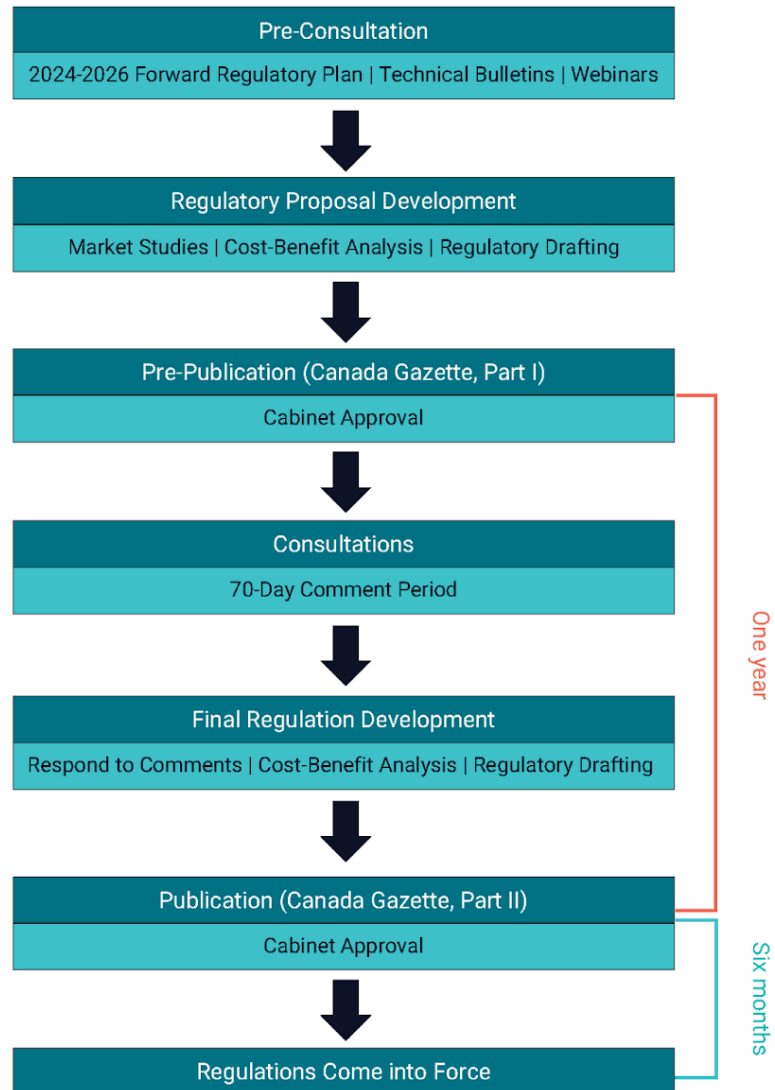 Pre-Consultation
2024-2026 Forward Regulatory Plan | Technical Bulletins | Webinars
Regulatory Proposal Development
Market Studies | Cost-Benefit Analysis | Regulatory Drafting
Pre-Publication (Canada Gazette, Part I)
Cabinet Approval
Consultations
70-Day Comment Period
Final Regulation Development
Respond to Comments | Cost-Benefit Analysis | Regulatory Drafting
Publication (Canada Gazette, Part II)
Cabinet Approval
Regulations Come into Force
One year
Six months